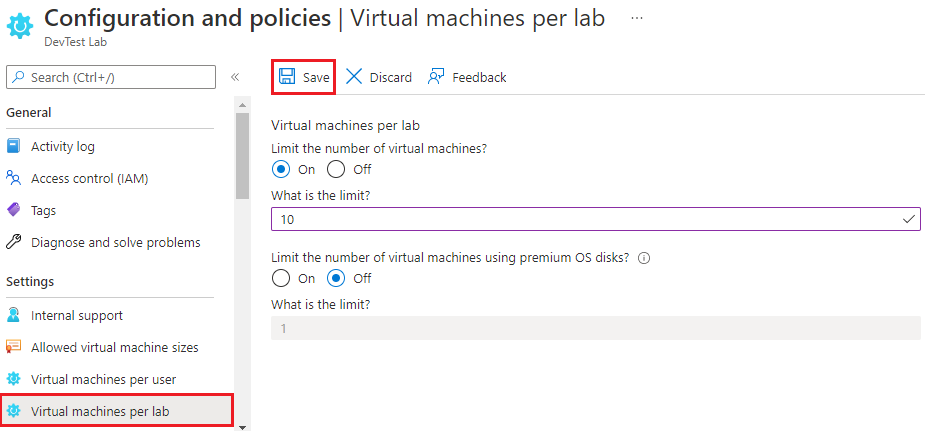 Configuration and policies | Virtual machines per lab ...
DevTest Lab
Search (Ctrl+/)
«
General
Activity log
Access control (IAM)
Tags
Diagnose and solve problems
Settings
Internal support
Allowed virtual machine sizes
Virtual machines per user
Virtual machines per lab
Save Discard Feedback
Virtual machines per lab
Limit the number of virtual machines?
On Off
What is the limit?
10
Limit the number of virtual machines using premium OS disks?
On Off
What is the limit?
1